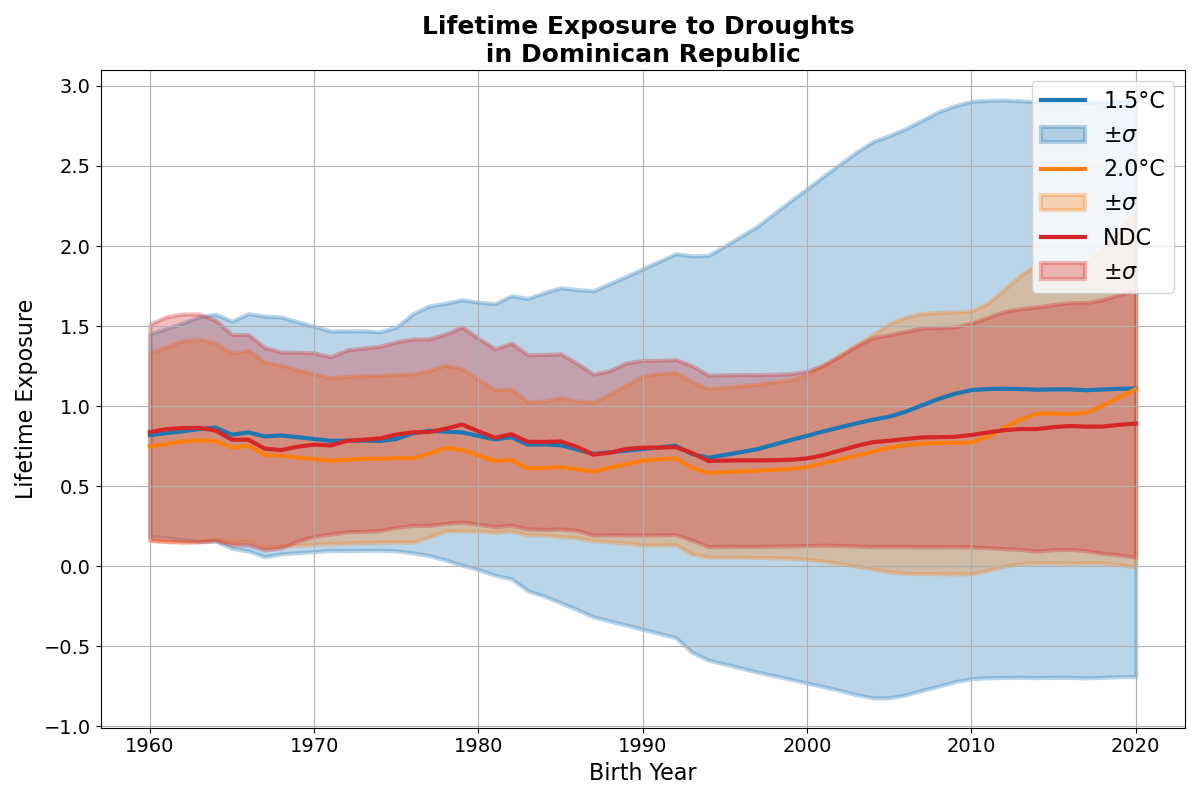 Lifetime Exposure to Droughts
in Dominican Republic
Lifetime Exposure
3.0
2.5
2.0
1.5
1.0
0.5
0.0
−0.5
−1.0
1960
1970
1980
1990
2000
2010
2020
Birth Year
1.5°C
±σ
2.0°C
±σ
NDC
±σ